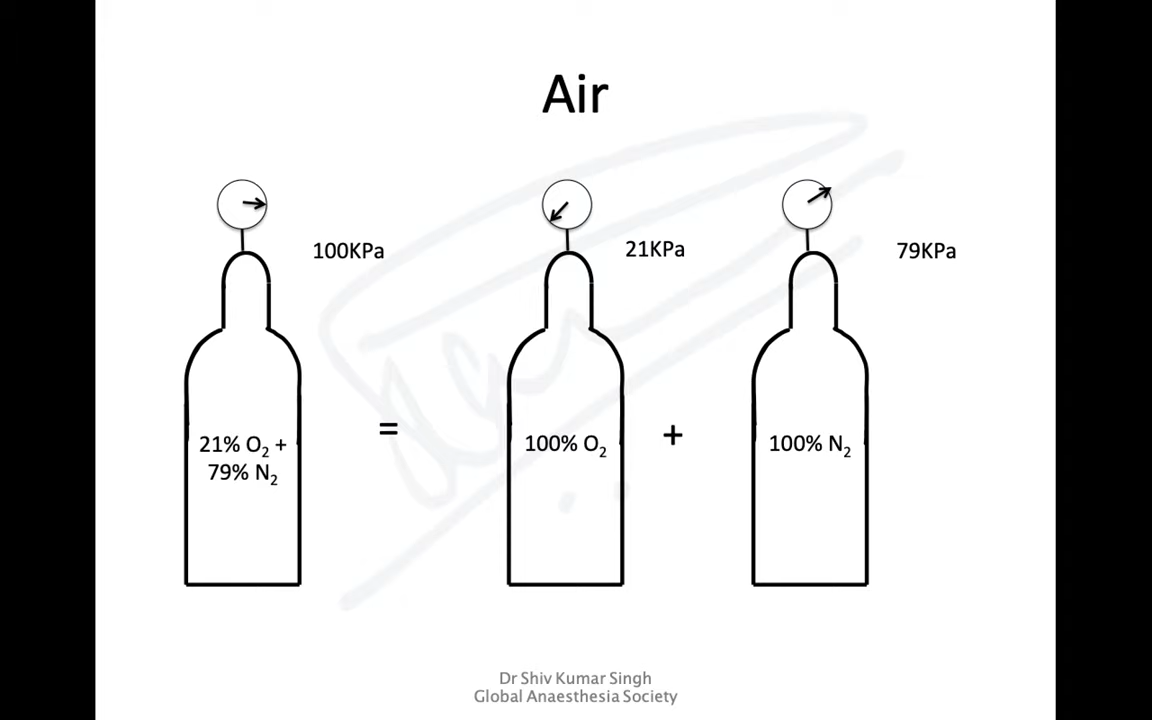 Air
100KPa
21KPa
79KPa
21% O₂ +
79% N₂
=
100% O₂
+
100% N₂
Dr Shiv Kumar Singh
Global Anaesthesia Society